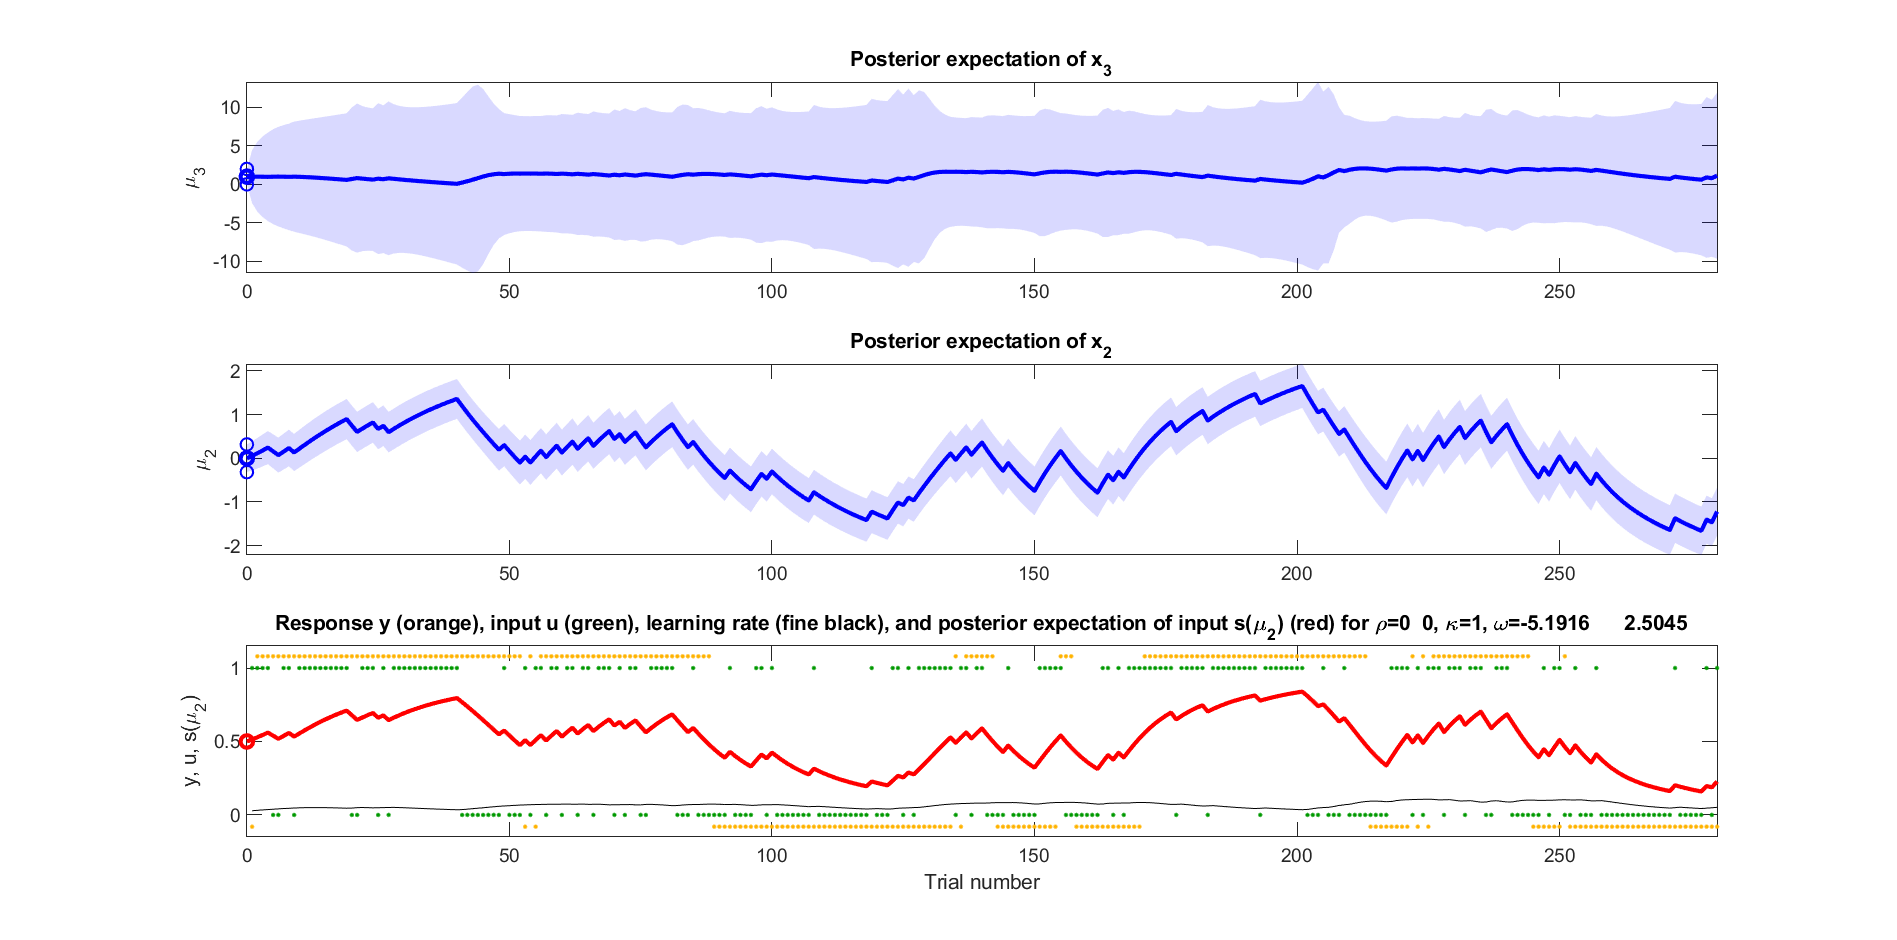 Posterior expectation of x3
10
5
0
-5
-10
μ3
0 50 100 150 200 250
Posterior expectation of x2
2
1
0
-1
-2
μ2
0 50 100 150 200 250
Response y (orange), input u (green), learning rate (fine black), and posterior expectation of input s(μ2) (red) for ρ=0 0, κ=1, ω=-5.1916 2.5045
1
0.5
0
y, u, s(μ2)
0 50 100 150 200 250
Trial number